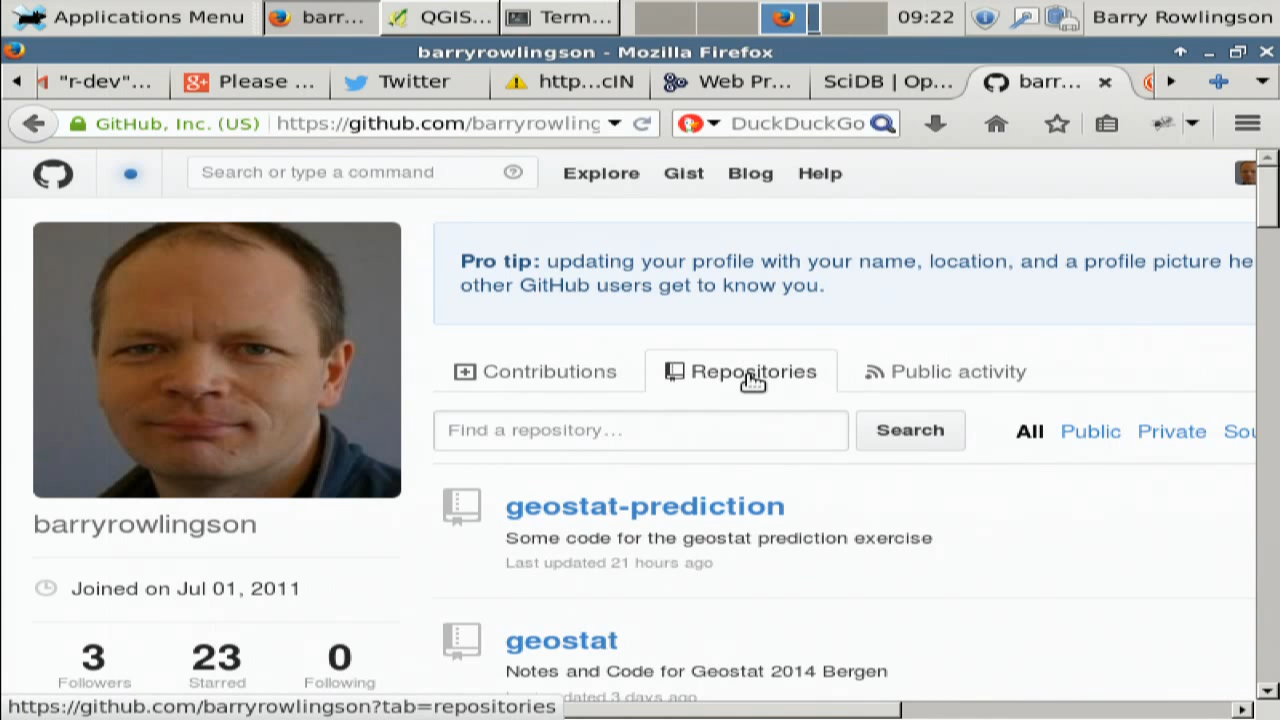 Applications Menu
barr...
QGIS...
Term...
09:22
Barry Rowlingson
barryrowlingson - Mozilla Firefox
"r-dev"...
Please ...
Twitter
http...cIN
Web Pr...
SciDB | Op...
barr...
GitHub, Inc. (US)
https://github.com/barryrowling
DuckDuckGo
Search or type a command
Explore
Gist
Blog
Help
Pro tip: updating your profile with your name, location, and a profile picture he
other GitHub users get to know you.
Contributions
Repositories
Public activity
Find a repository...
Search
All
Public
Private
Sou
geostat-prediction
Some code for the geostat prediction exercise
Last updated 21 hours ago
barryrowlingson
Joined on Jul 01, 2011
geostat
Notes and Code for Geostat 2014 Bergen
dated 3 days ago
3
Followers
23
Starred
0
Following
https://github.com/barryrowlingson?tab=repositories